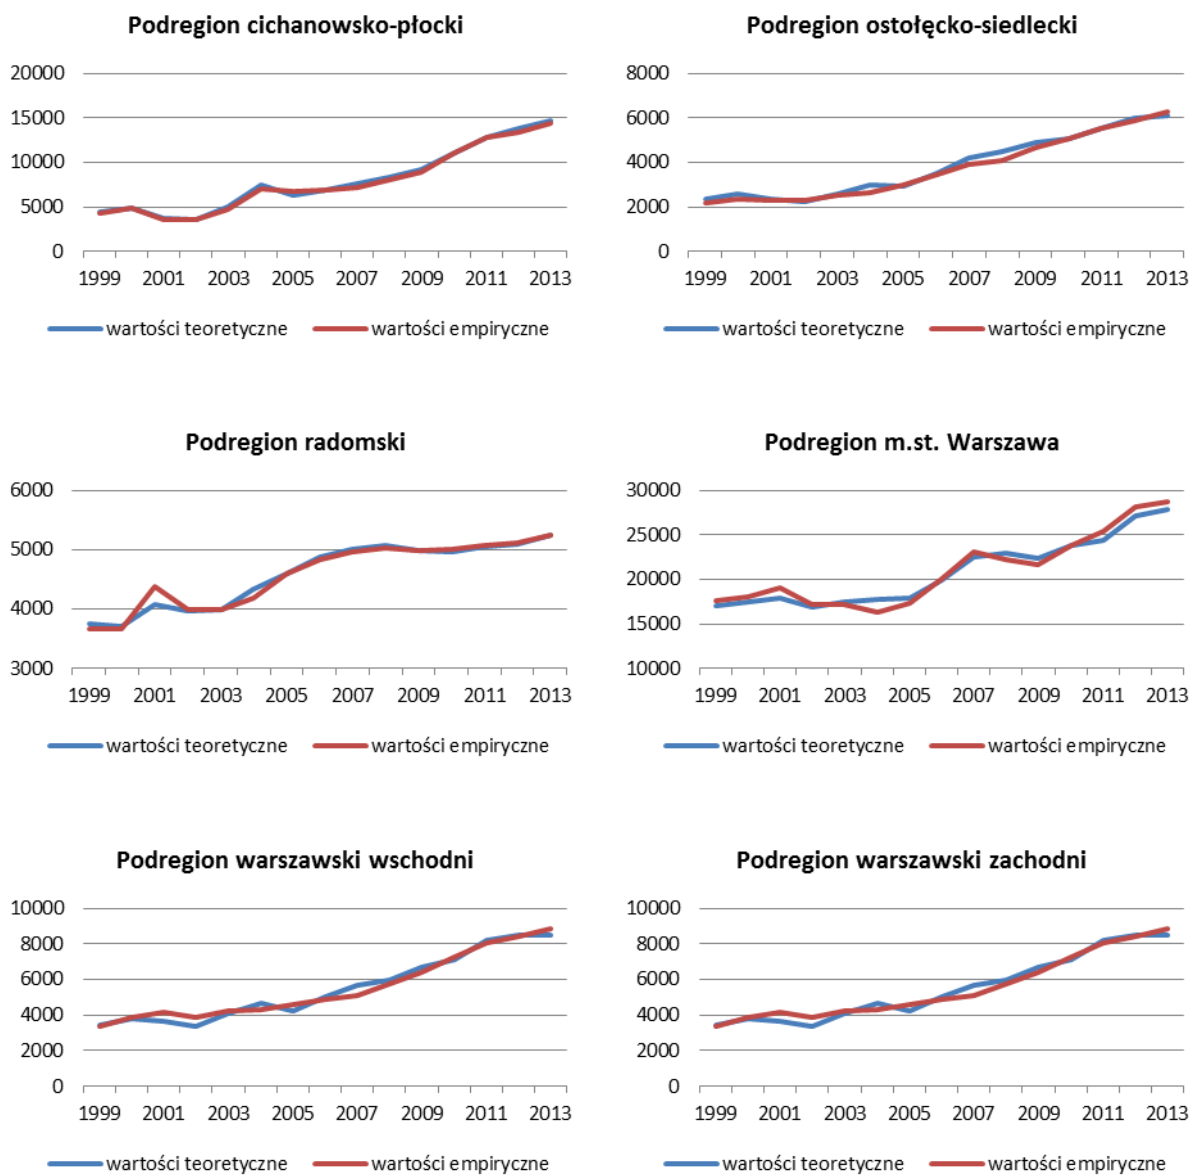 Podregion cichanowsko-płocki
20000
15000
10000
5000
0
1999 2001 2003 2005 2007 2009 2011 2013
wartości teoretyczne wartości empiryczne
Podregion ostołęcko-siedlecki
8000
6000
4000
2000
0
1999 2001 2003 2005 2007 2009 2011 2013
wartości teoretyczne wartości empiryczne
Podregion radomski
6000
5000
4000
3000
1999 2001 2003 2005 2007 2009 2011 2013
wartości teoretyczne wartości empiryczne
Podregion m.st. Warszawa
30000
25000
20000
15000
10000
1999 2001 2003 2005 2007 2009 2011 2013
wartości teoretyczne wartości empiryczne
Podregion warszawski wschodni
10000
8000
6000
4000
2000
0
1999 2001 2003 2005 2007 2009 2011 2013
wartości teoretyczne wartości empiryczne
Podregion warszawski zachodni
10000
8000
6000
4000
2000
0
1999 2001 2003 2005 2007 2009 2011 2013
wartości teoretyczne wartości empiryczne